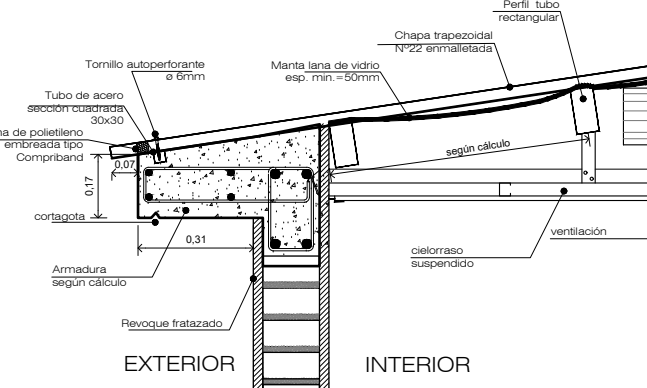 Perfil tubo
rectangular
Chapa trapezoidal
Nº22 enmalletada
Tornillo autoperforante
ø 6mm
Manta lana de vidrio
esp. min.=50mm
Tubo de acero
sección cuadrada
30x30
na de polietileno
embreada tipo
Compriband
0,07
0,17
según cálculo
cortagota
0,31
ventilación
cielorraso
suspendido
Armadura
según cálculo
Revoque fratazado
EXTERIOR
INTERIOR